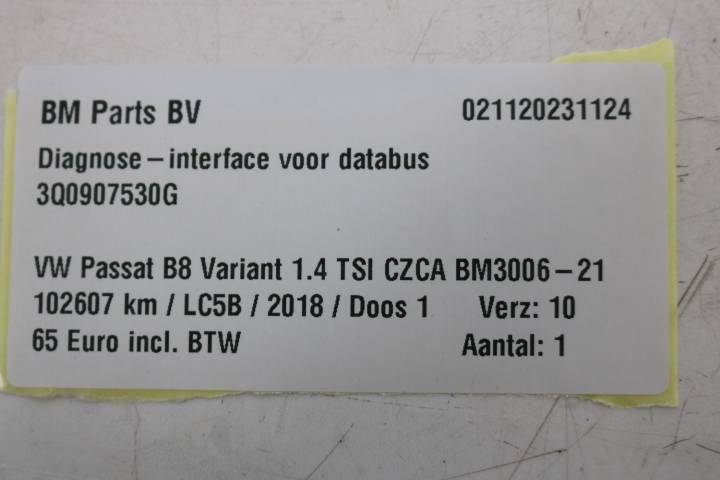 BM Parts BV 021120231124
Diagnose – interface voor databus
3Q0907530G
VW Passat B8 Variant 1.4 TSI CZCA BM3006 – 21
102607 km / LC5B / 2018 / Doos 1 Verz: 10
65 Euro incl. BTW Aantal: 1